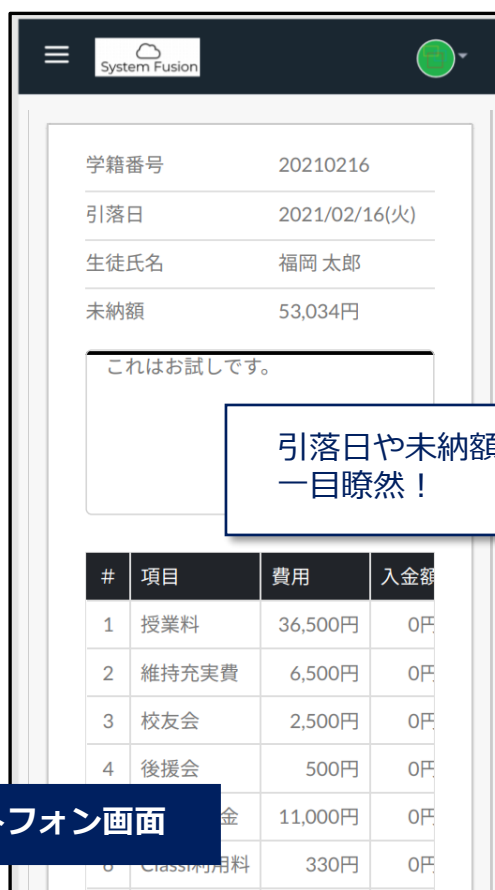 System Fusion
学籍番号 20210216
引落日 2021/02/16(火)
生徒氏名 福岡 太郎
未納額 53,034円
これはお試しです。
引落日や未納額
一目瞭然！
# 項目 費用 入金額
1 授業料 36,500円 0円
2 維持充実費 6,500円 0円
3 校友会 2,500円 0円
4 後援会 500円 0円
金 11,000円 0円
トフォン画面
6 Classi利用料 330円 0円